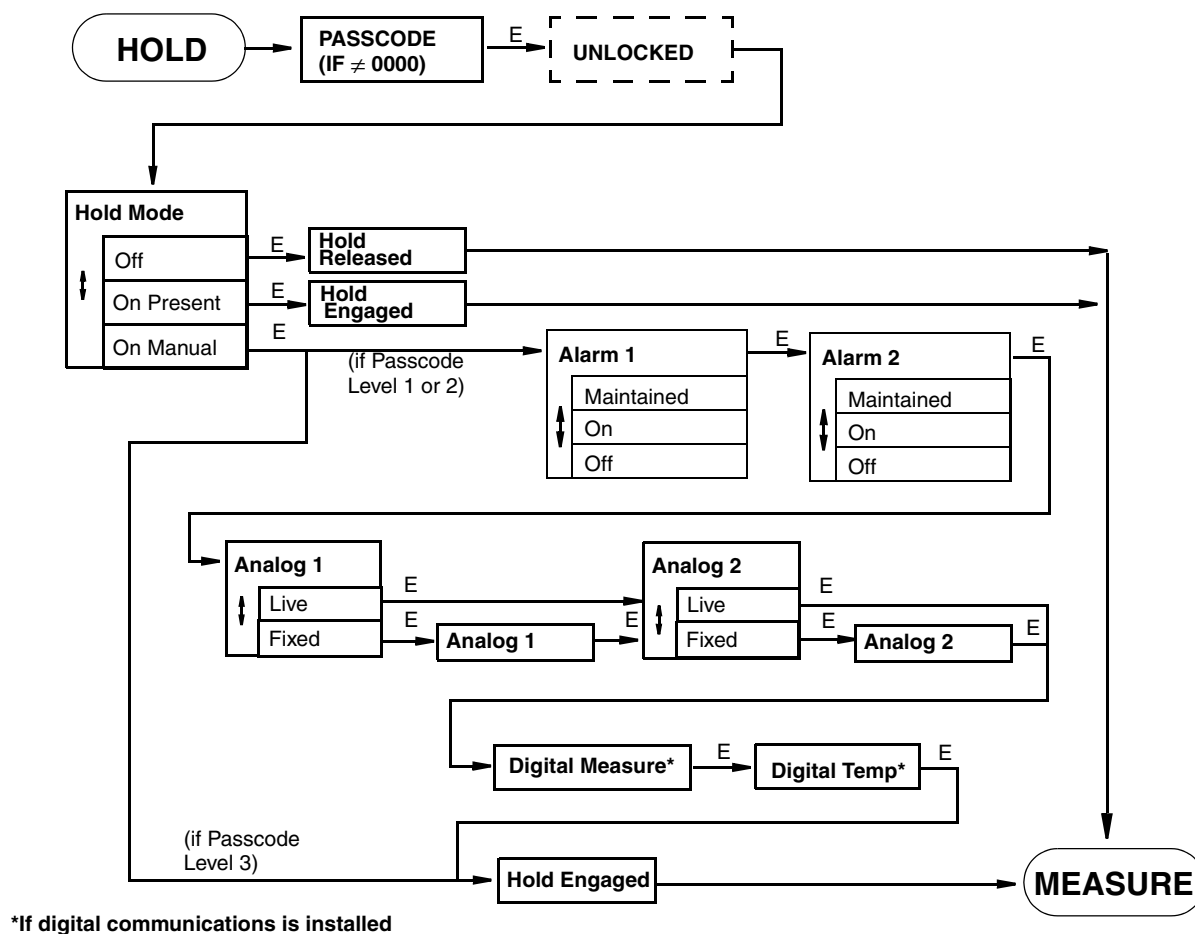 HOLD
PASSCODE
(IF ≠ 0000)
E
UNLOCKED
Hold Mode
Off
E
Hold
Released
On Present
E
Hold
Engaged
On Manual
E
(if Passcode
Level 1 or 2)
Alarm 1
Maintained
On
Off
E
Alarm 2
Maintained
On
Off
E
Analog 1
Live
E
Fixed
E
Analog 1
E
Analog 2
Live
E
Fixed
E
Analog 2
E
Digital Measure*
E
Digital Temp*
E
(if Passcode
Level 3)
Hold Engaged
MEASURE
*If digital communications is installed